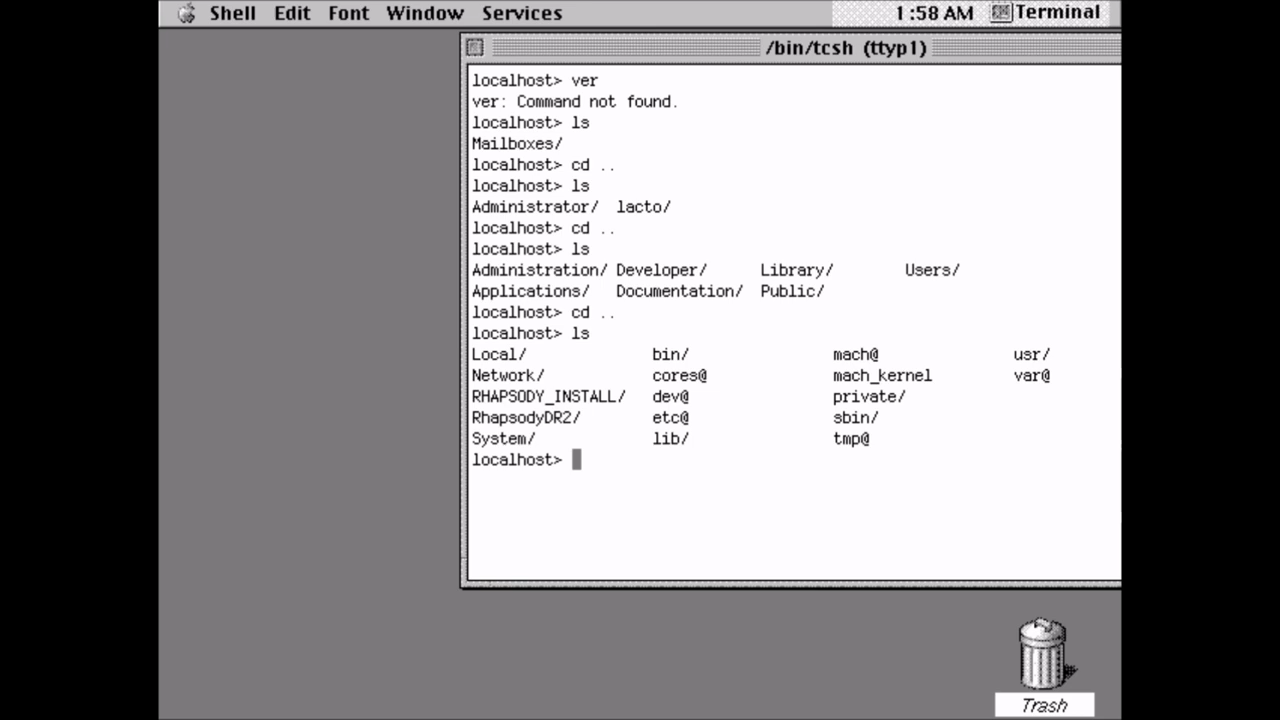 Shell Edit Font Window Services 1:58 AM Terminal
/bin/tcsh (ttyp1)
localhost> ver
ver: Command not found.
localhost> ls
Mailboxes/
localhost> cd ..
localhost> ls
Administrator/ lacto/
localhost> cd ..
localhost> ls
Administration/ Developer/ Library/ Users/
Applications/ Documentation/ Public/
localhost> cd ..
localhost> ls
Local/ bin/ mach@ usr/
Network/ cores@ mach_kernel var@
RHAPSODY_INSTALL/ dev@ private/
RhapsodyDR2/ etc@ sbin/
System/ lib/ tmp@
localhost>
Trash